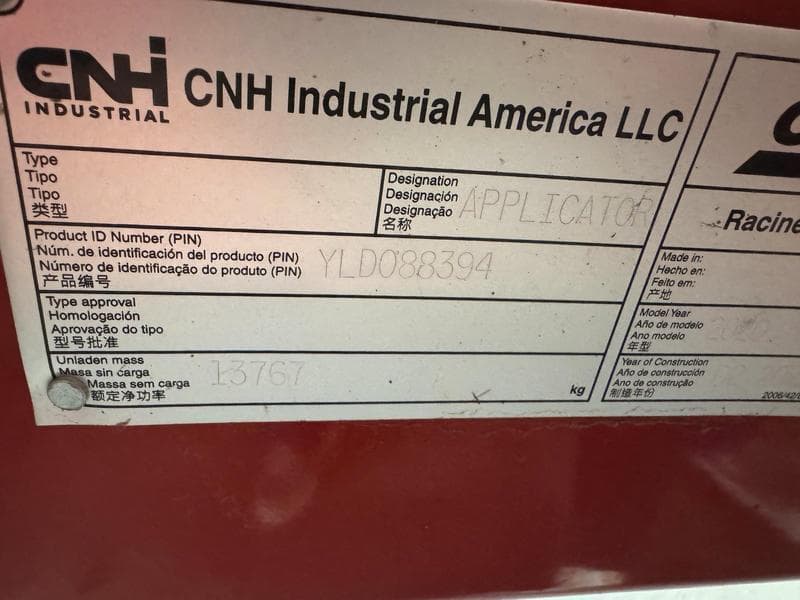 CNHi
INDUSTRIAL
CNH Industrial America LLC
Type
Tipo
Tipo
类型
Designation
Designación
Designação
名称
APPLICATOR
Product ID Number (PIN)
Núm. de identificación del producto (PIN)
Número de identificação do produto (PIN)
产品编号
YLD088394
Type approval
Homologación
Aprovação do tipo
型号批准
Unladen mass
Masa sin carga
Massa sem carga
额定净功率
13767
kg
Racine
Made in:
Hecho en:
Feito em:
产地
Model Year
Año de modelo
Ano modelo
年型
Year of Construction
Año de construcción
Ano de construção
制造年份
2006/42/